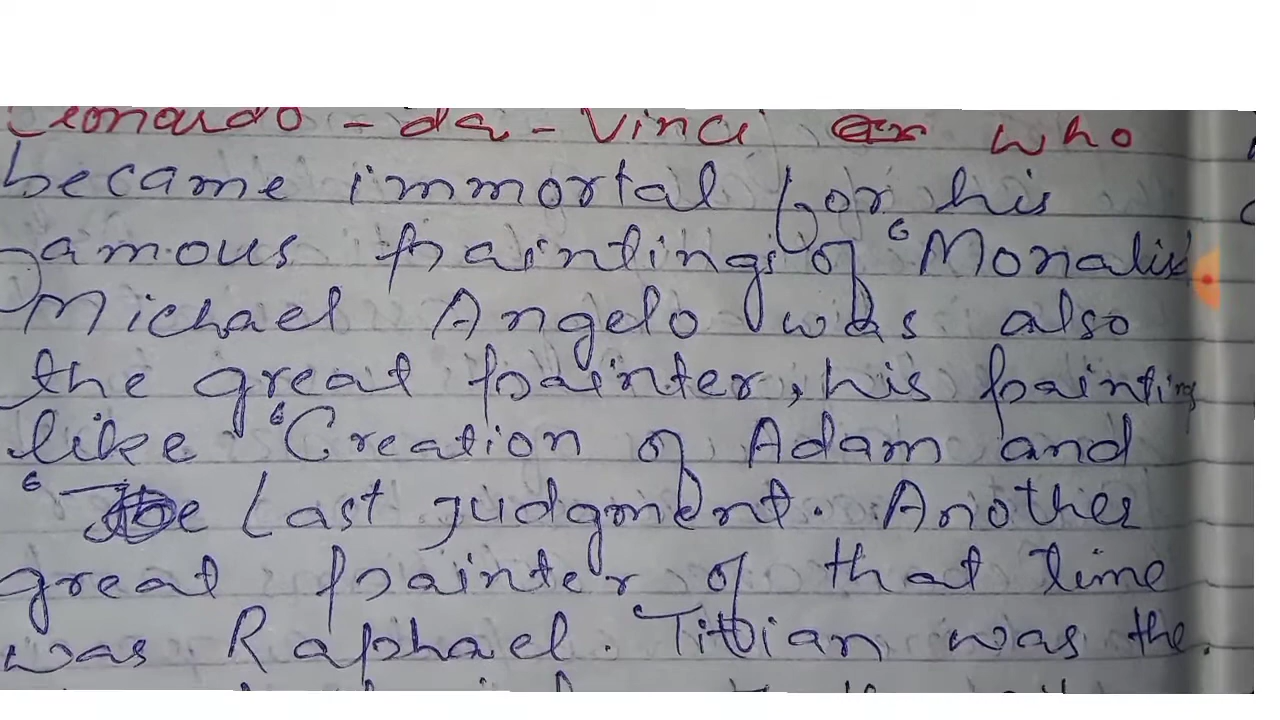 Leonardo - da - Vinci who
became immortal for his
famous paintings of 'Monalis
Michael Angelo was also
the great painter, his painting
like 'Creation of Adam and
' The Last judgment. Another
great painter of that time
was Raphael. Titian was the